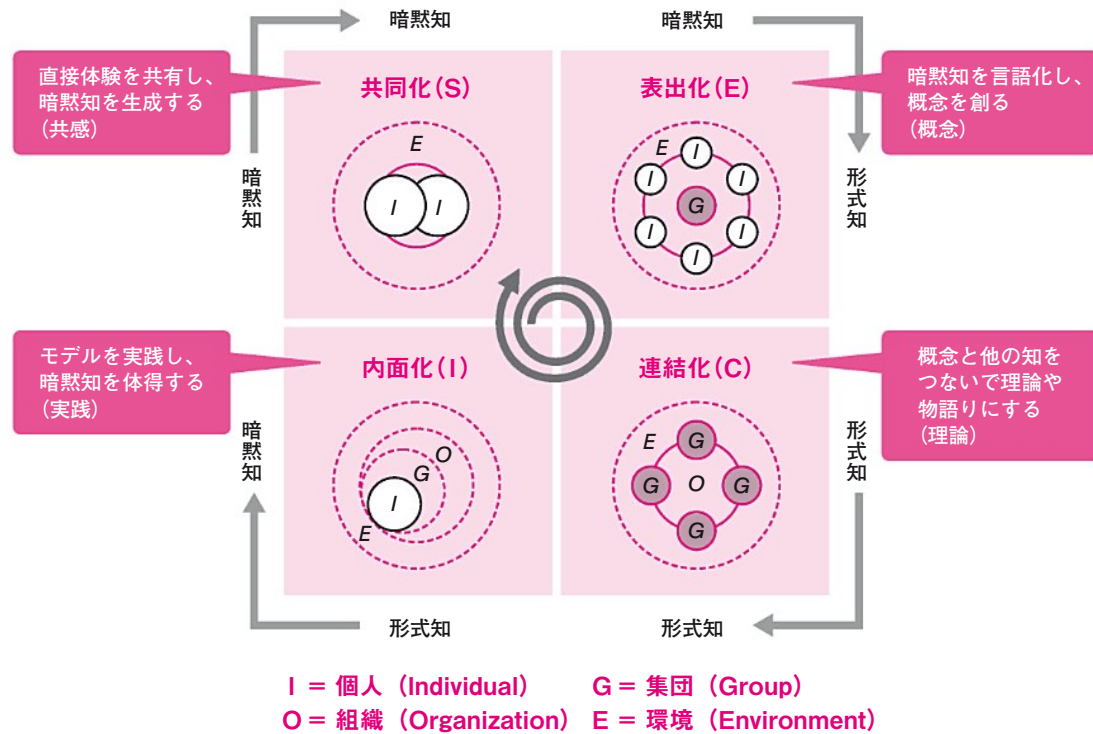 暗黙知
暗黙知
直接体験を共有し、
暗黙知を生成する
（共感）
共同化（S）
表出化（E）
暗黙知を言語化し、
概念を創る
（概念）
E
I
I
E
I
I
I
G
I
I
I
暗黙知
形式知
モデルを実践し、
暗黙知を体得する
（実践）
内面化（I）
連結化（C）
概念と他の知を
つないで理論や
物語りにする
（理論）
O
G
I
E
E
G
G
O
G
G
暗黙知
形式知
形式知
形式知
I ＝ 個人（Individual）
G＝ 集団（Group）
O＝ 組織（Organization）
E ＝ 環境（Environment）